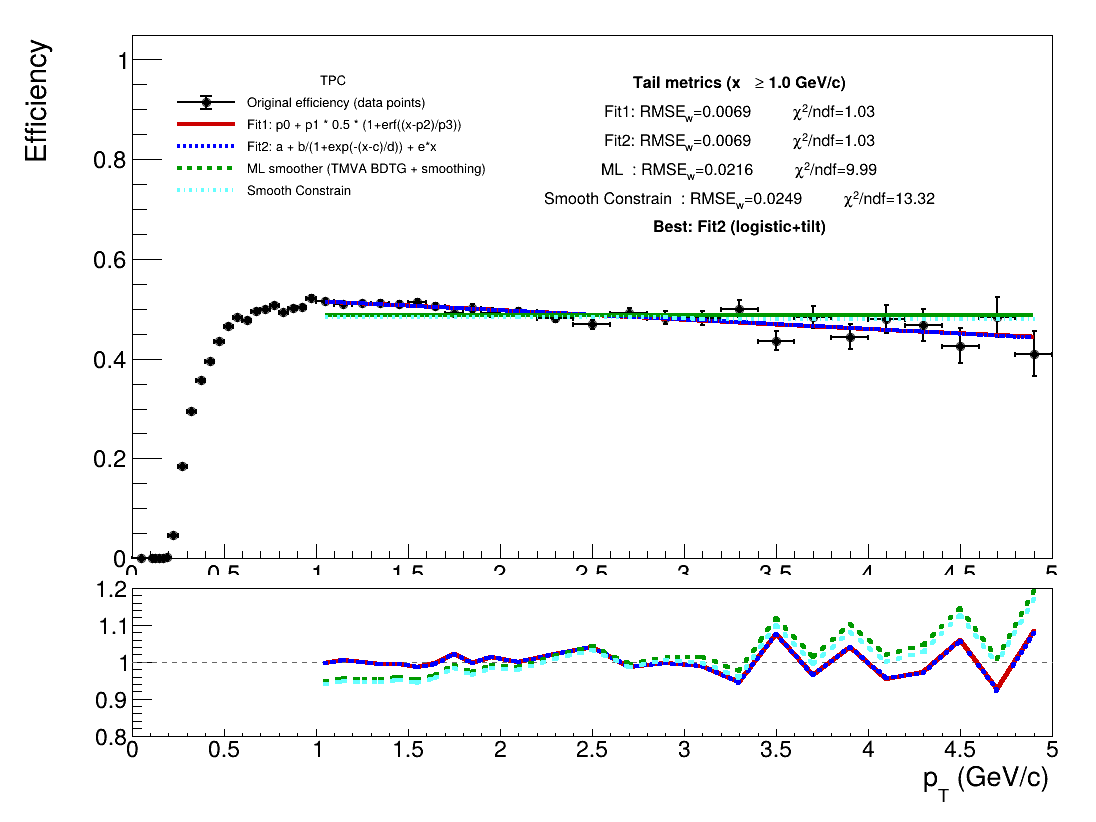 Efficiency
1
0.8
0.6
0.4
0.2
0
TPC
Original efficiency (data points)
Fit1: p0 + p1 * 0.5 * (1+erf((x-p2)/p3))
Fit2: a + b/(1+exp(-(x-c)/d)) + e*x
ML smoother (TMVA BDTG + smoothing)
Smooth Constrain
Tail metrics (x ≥ 1.0 GeV/c)
Fit1: RMSE_w=0.0069 χ²/ndf=1.03
Fit2: RMSE_w=0.0069 χ²/ndf=1.03
ML : RMSE_w=0.0216 χ²/ndf=9.99
Smooth Constrain : RMSE_w=0.0249 χ²/ndf=13.32
Best: Fit2 (logistic+tilt)
0 0.5 1 1.5 2 2.5 3 3.5 4 4.5 5
1.2
1.1
1
0.9
0.8
0 0.5 1 1.5 2 2.5 3 3.5 4 4.5 5
p_T (GeV/c)